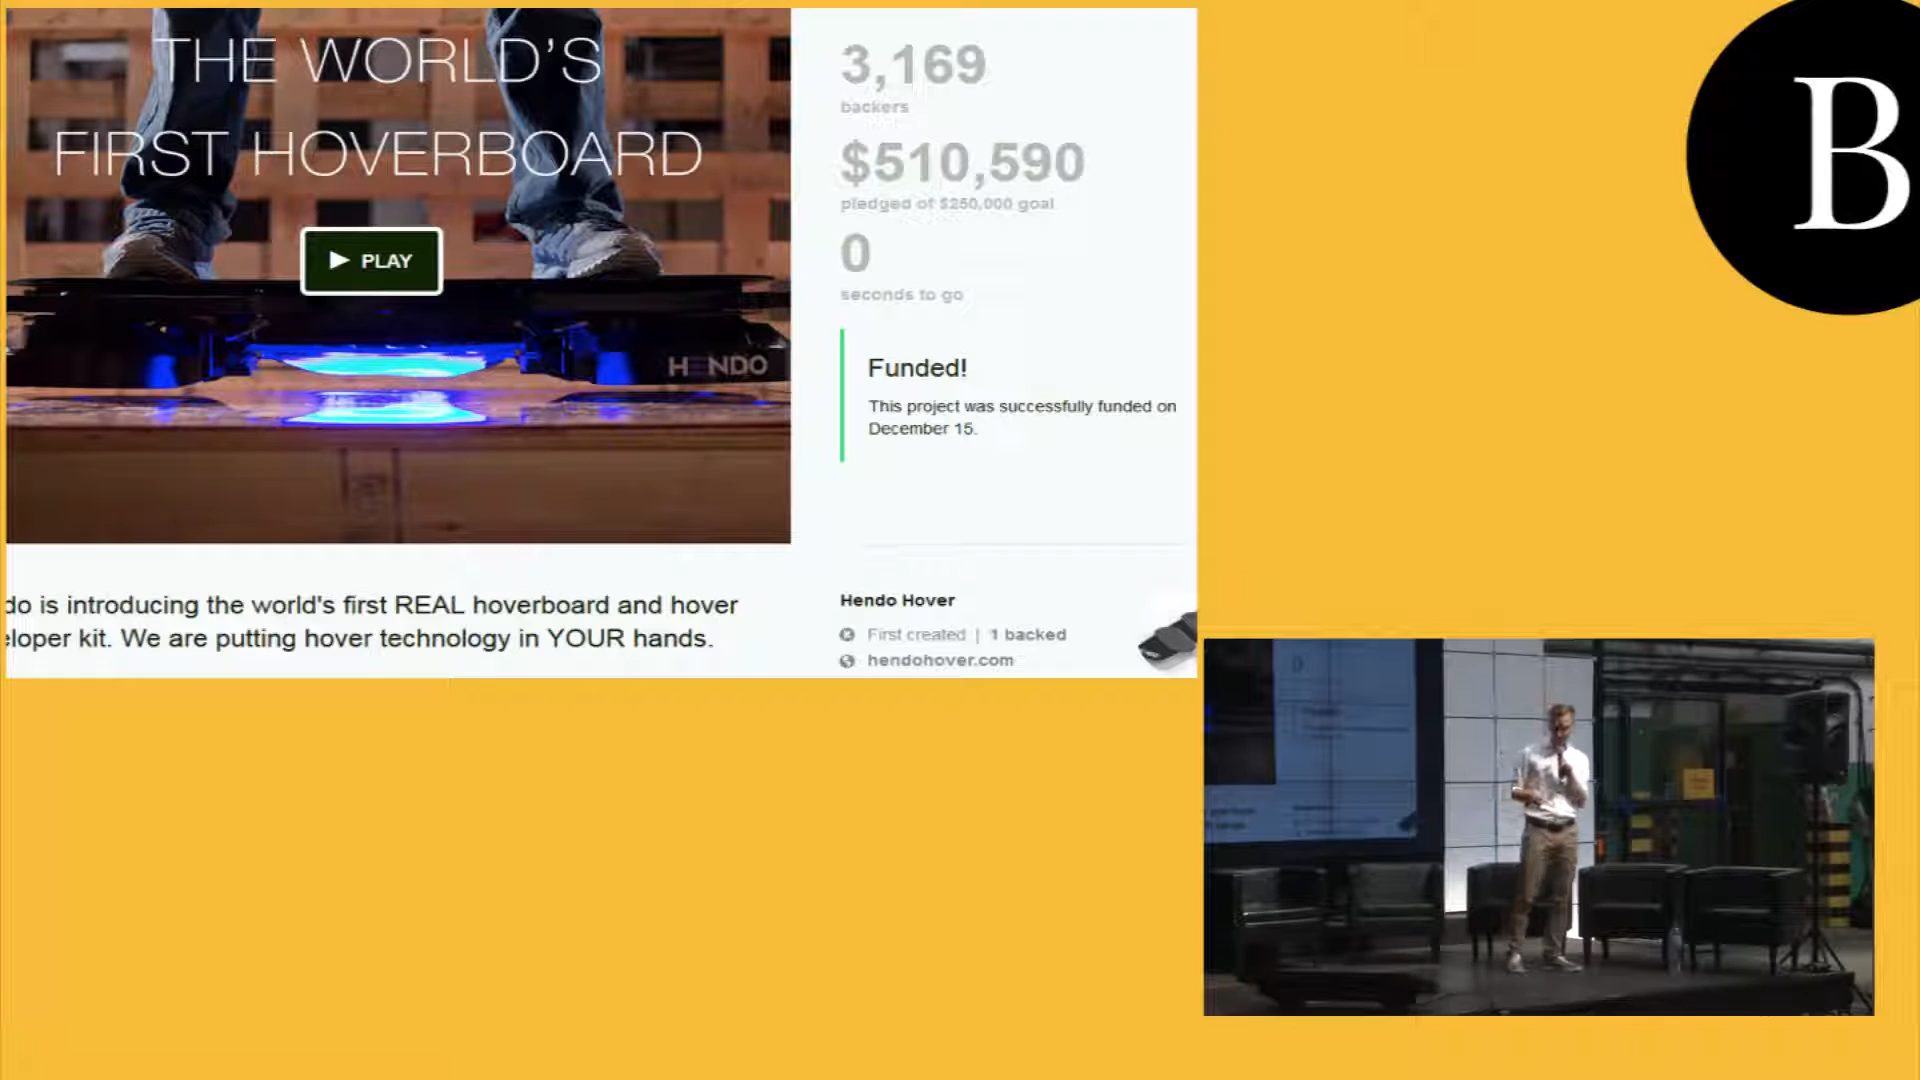 THE WORLD'S
FIRST HOVERBOARD
PLAY
HENDO
3,169
backers
$510,590
pledged of $250,000 goal
0
seconds to go
Funded!
This project was successfully funded on
December 15.
do is introducing the world's first REAL hoverboard and hover
eloper kit. We are putting hover technology in YOUR hands.
Hendo Hover
First created | 1 backed
hendohover.com
B